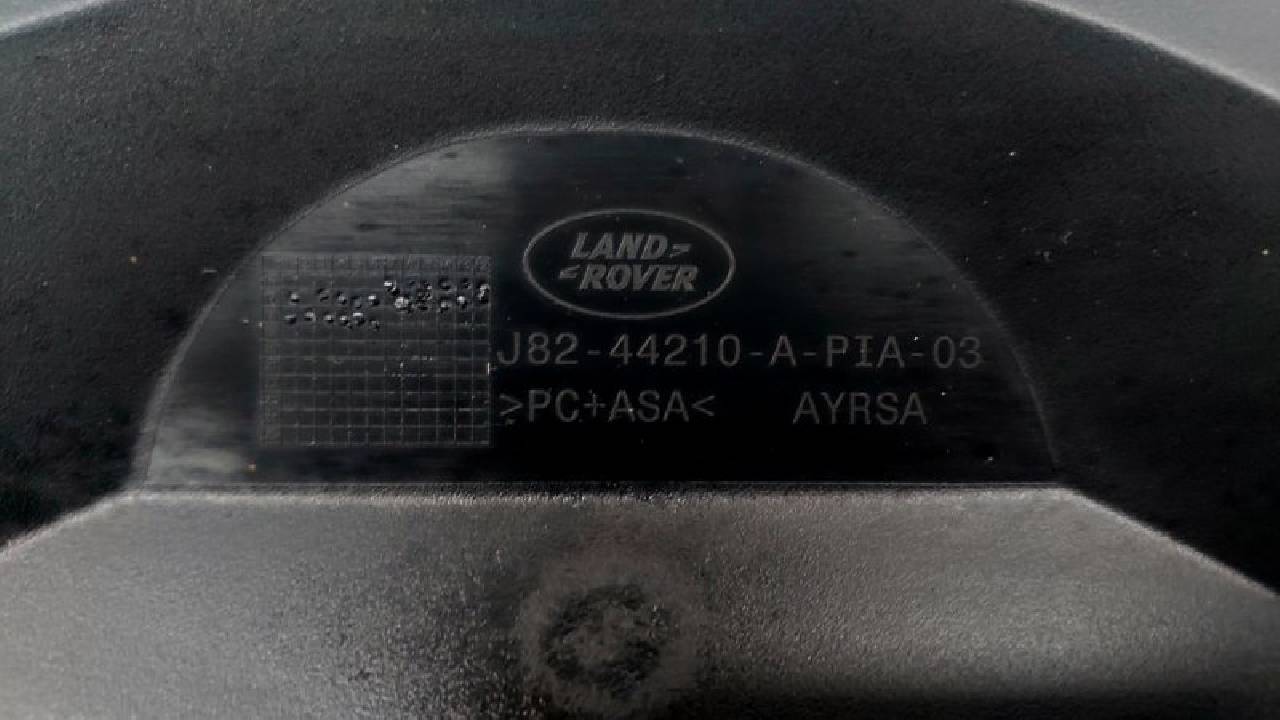 LAND
ROVER
J82-44210-A-PIA-03
>PC+ASA< AYRSA